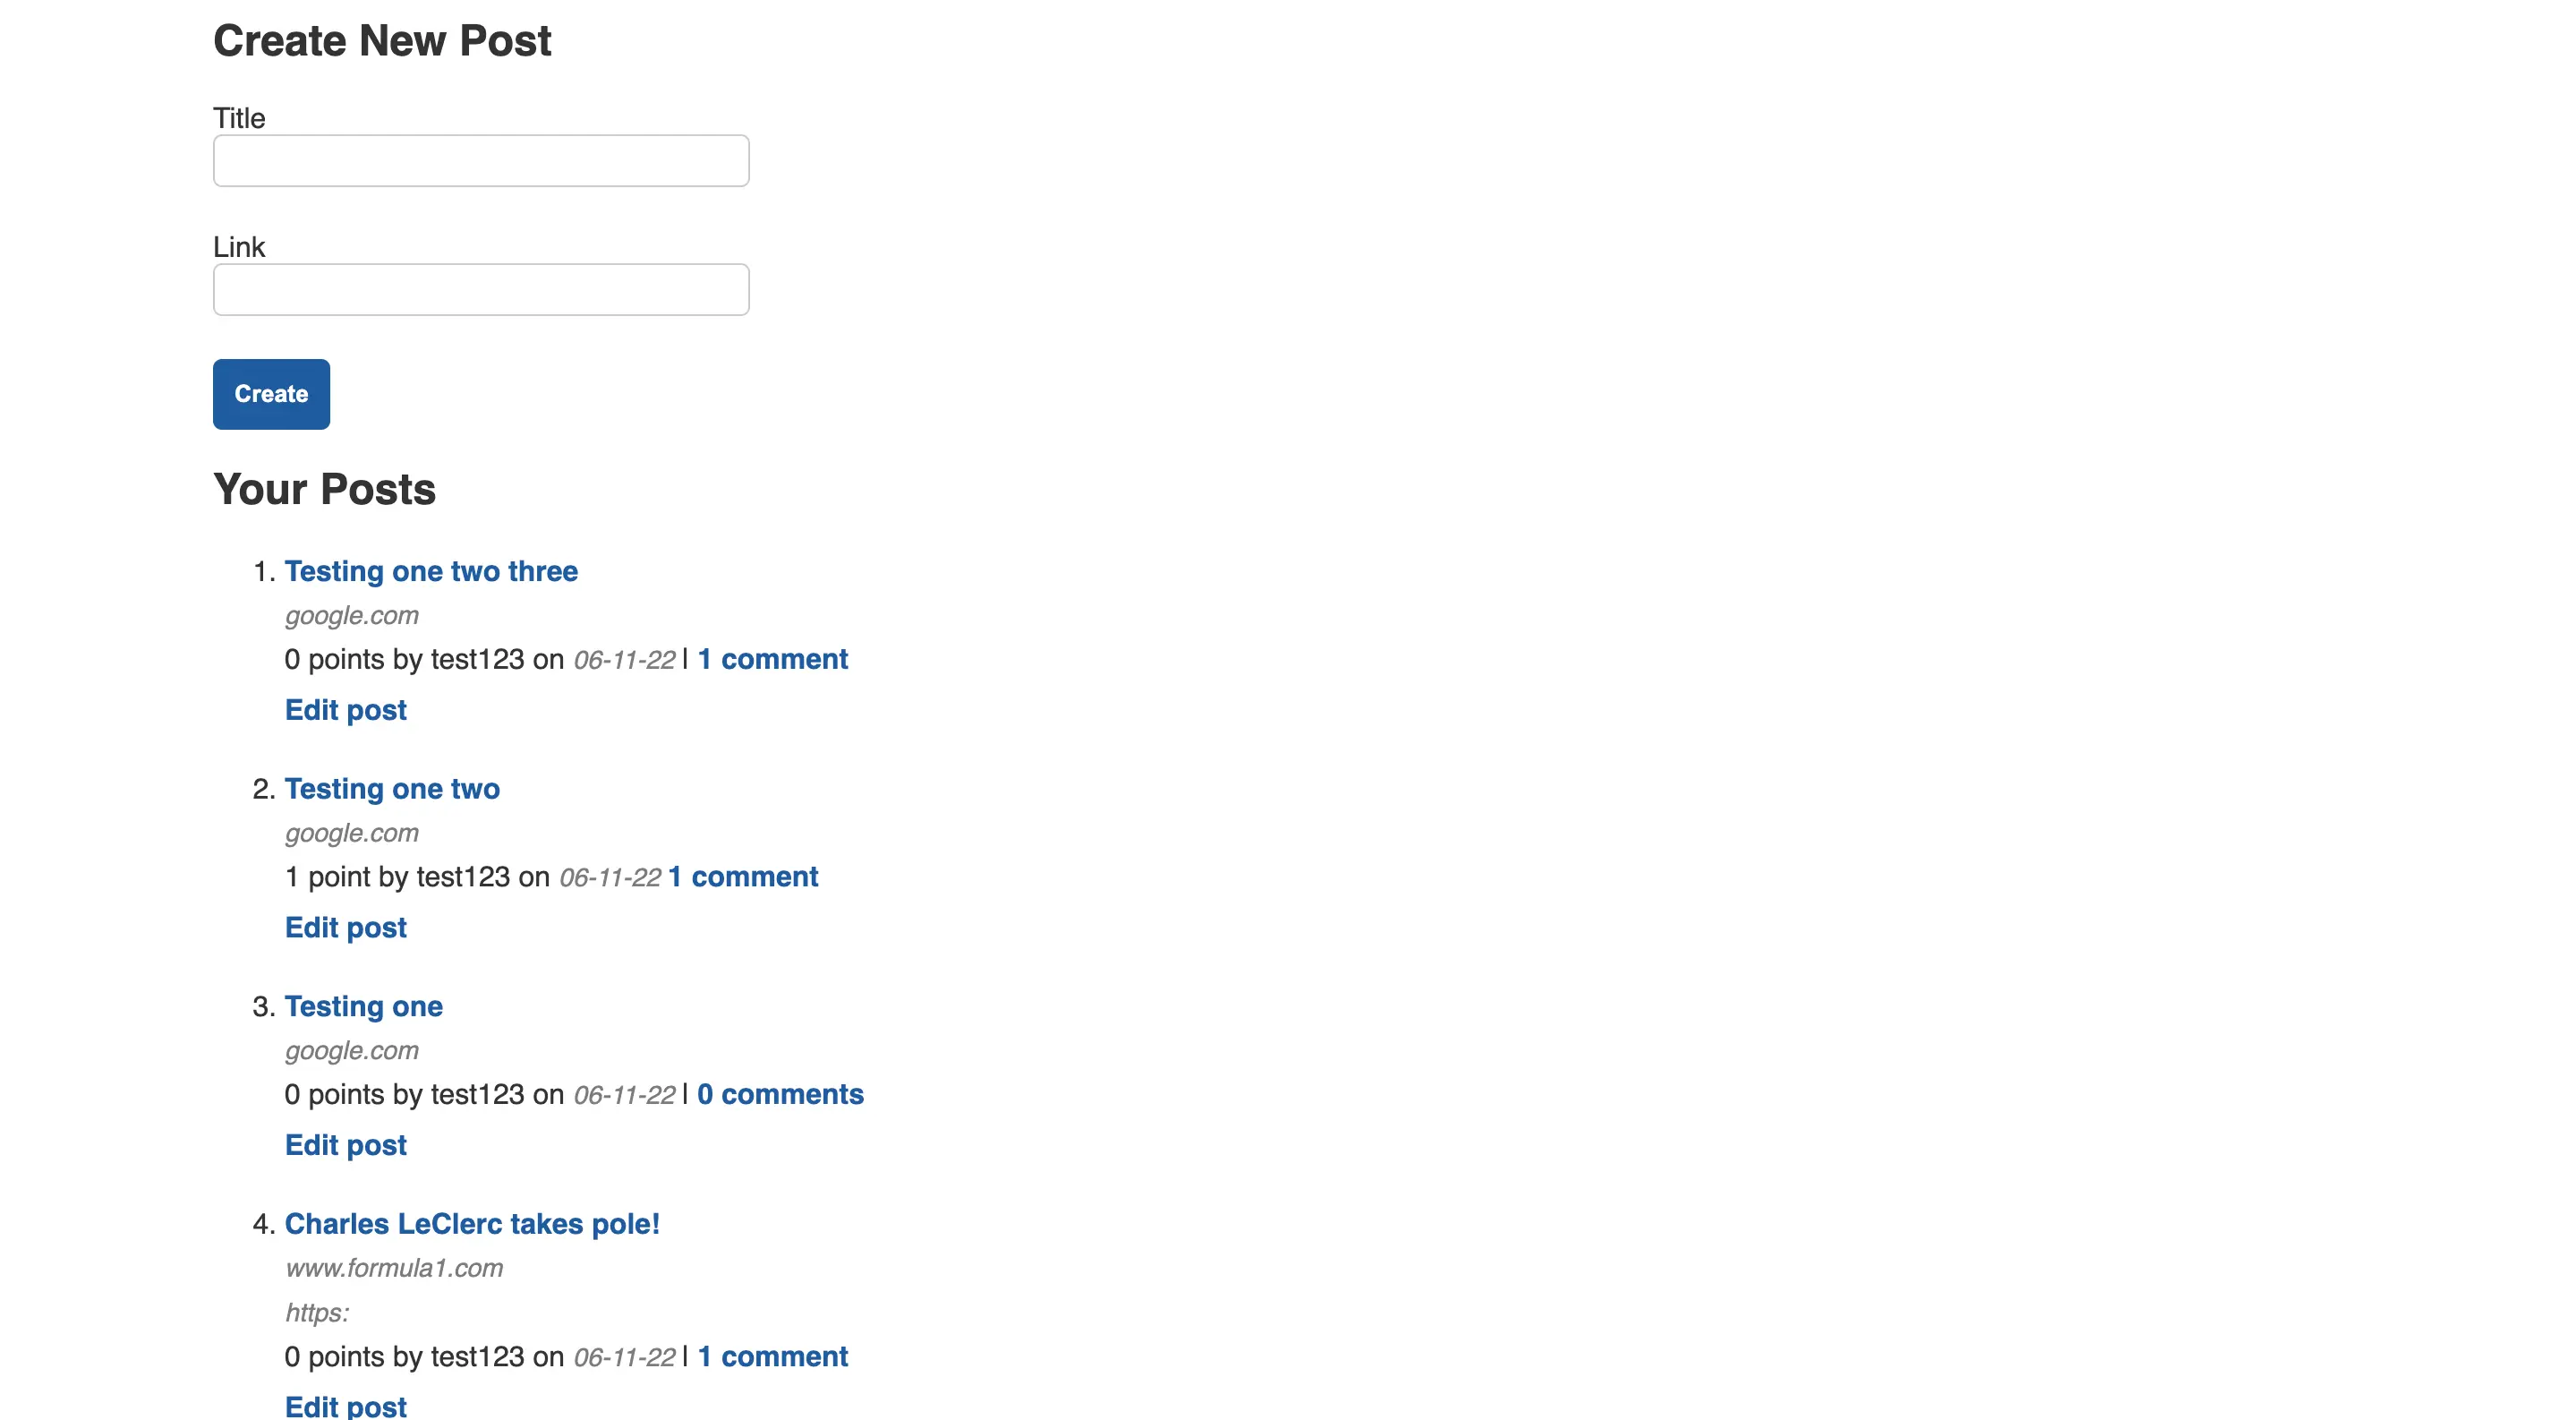 Create New Post
Title
Link
Create
Your Posts
1. Testing one two three
google.com
0 points by test123 on 06-11-22 | 1 comment
Edit post
2. Testing one two
google.com
1 point by test123 on 06-11-22 1 comment
Edit post
3. Testing one
google.com
0 points by test123 on 06-11-22 | 0 comments
Edit post
4. Charles LeClerc takes pole!
www.formula1.com
https:
0 points by test123 on 06-11-22 | 1 comment
Edit post